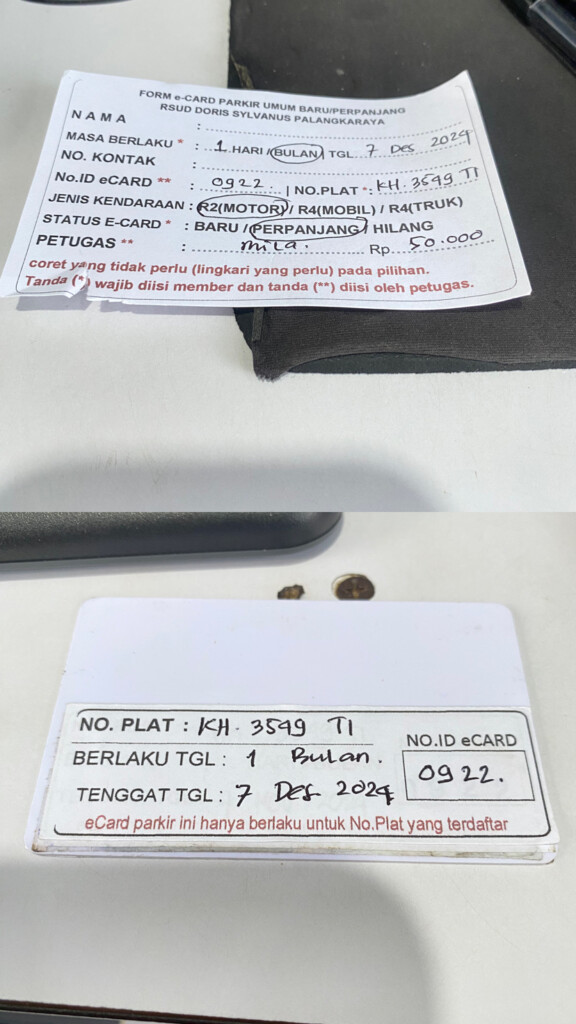 FORM e-CARD PARKIR UMUM BARU/PERPANJANG
RSUD DORIS SYLVANUS PALANGKARAYA
NAMA :
MASA BERLAKU * : 1 HARI / BULAN / TGL 7 Des 2024
NO. KONTAK :
No.ID eCARD ** : 0922. | NO.PLAT * : KH. 3549 TI
JENIS KENDARAAN : R2(MOTOR) / R4(MOBIL) / R4(TRUK)
STATUS E-CARD * : BARU / PERPANJANG / HILANG
PETUGAS ** : mila. Rp 50.000
coret yang tidak perlu (lingkari yang perlu) pada pilihan.
Tanda (*) wajib diisi member dan tanda (**) diisi oleh petugas.
NO. PLAT : KH. 3549 TI
BERLAKU TGL : 1 Bulan.
TENGGAT TGL : 7 Des 2024
NO.ID eCARD
0922.
eCard parkir ini hanya berlaku untuk No.Plat yang terdaftar